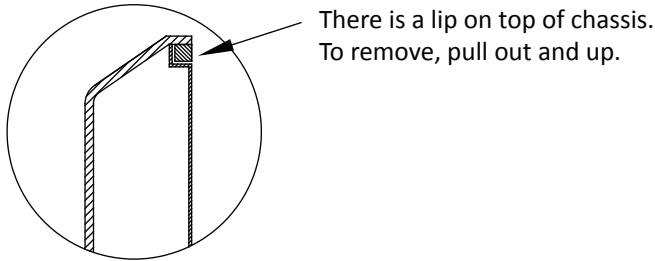 There is a lip on top of chassis.
To remove, pull out and up.